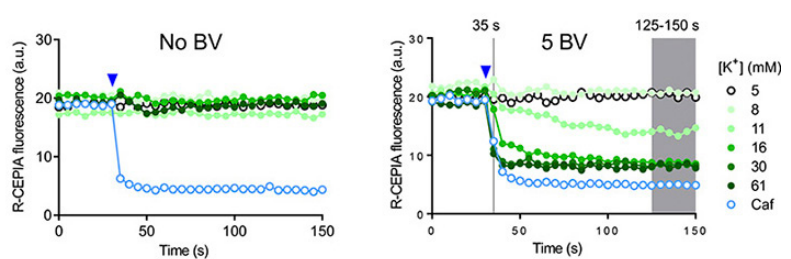 No BV
R-CEPIA fluorescence (a.u.)
30
20
10
0
0 50 100 150
Time (s)
35 s 125-150 s
5 BV
R-CEPIA fluorescence (a.u.)
30
20
10
0
0 50 100 150
Time (s)
[K+] (mM)
5
8
11
16
30
61
Caf